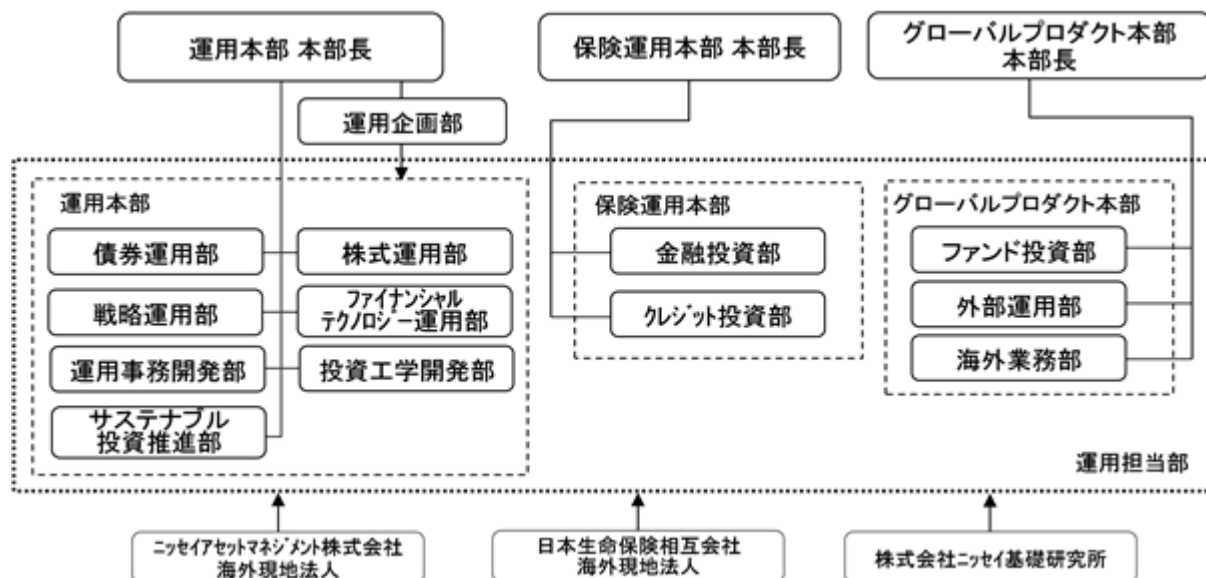 運用本部 本部長
保険運用本部 本部長
グローバルプロダクト本部
本部長
運用企画部
運用本部
債券運用部
株式運用部
戦略運用部
ファイナンシャル
テクノロジー運用部
運用事務開発部
投資工学開発部
サステナブル
投資推進部
保険運用本部
金融投資部
クレジット投資部
グローバルプロダクト本部
ファンド投資部
外部運用部
海外業務部
運用担当部
ニッセイアセットマネジメント株式会社
海外現地法人
日本生命保険相互会社
海外現地法人
株式会社ニッセイ基礎研究所